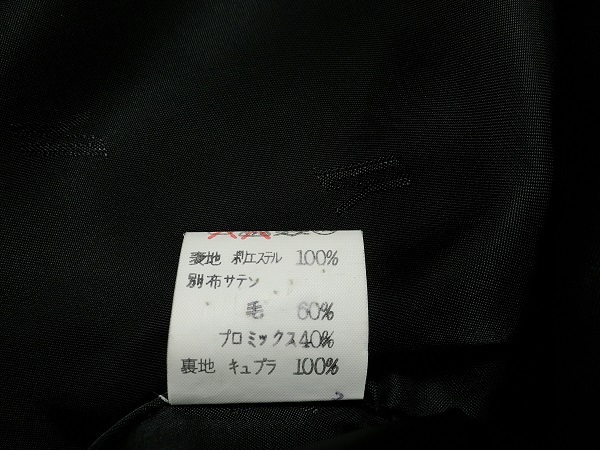 表地 ポリエステル 100%
別布サテン
毛 60%
プロミックス40%
裏地 キュプラ 100%